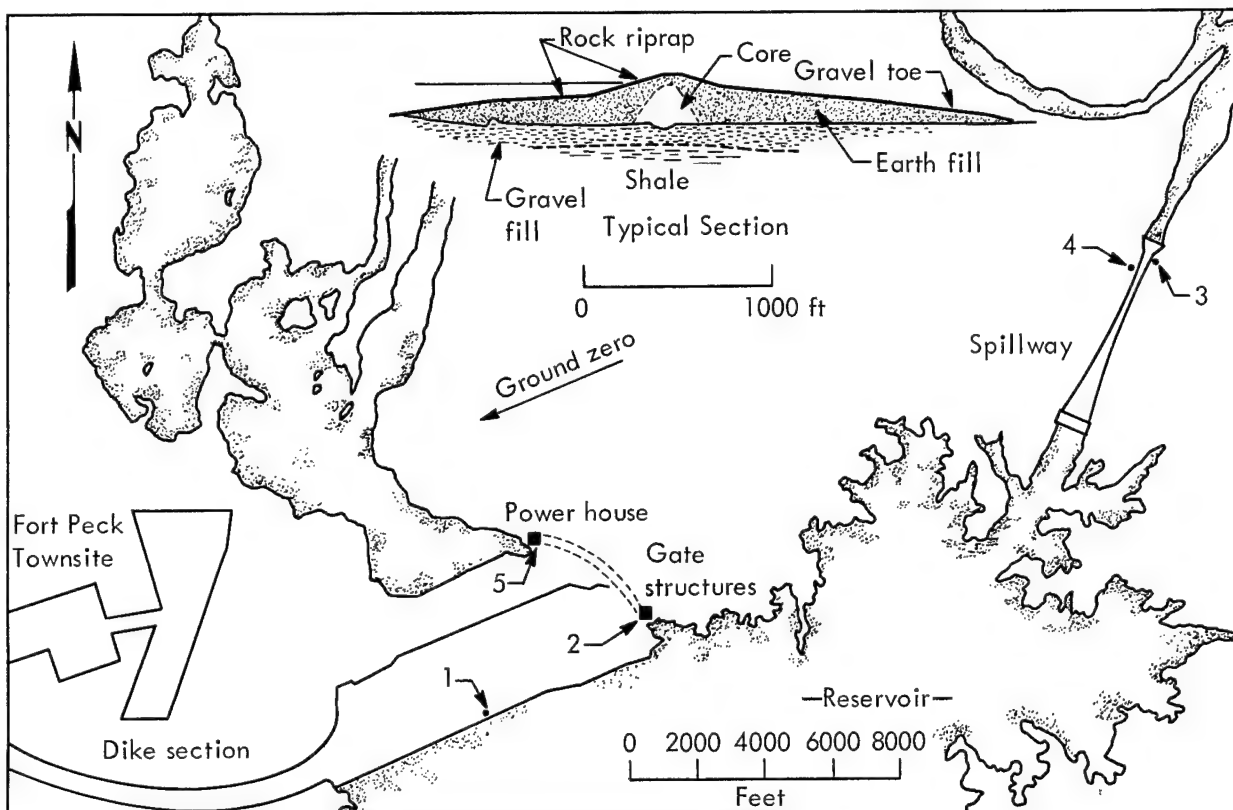 Rock riprap
Core
Gravel toe
N
Gravel
fill
Shale
Earth fill
Typical Section
0 1000 ft
4
3
Spillway
Ground zero
Fort Peck
Townsite
Power house
5
Gate
structures
2
1
Reservoir
Dike section
0 2000 4000 6000 8000
Feet